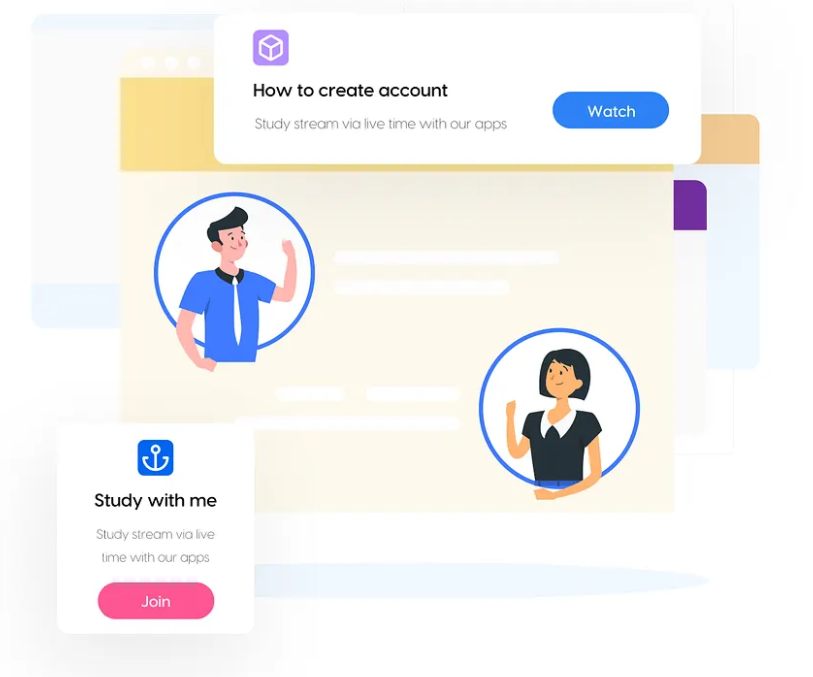 How to create account
Study stream via live time with our apps
Watch
Study with me
Study stream via live
time with our apps
Join